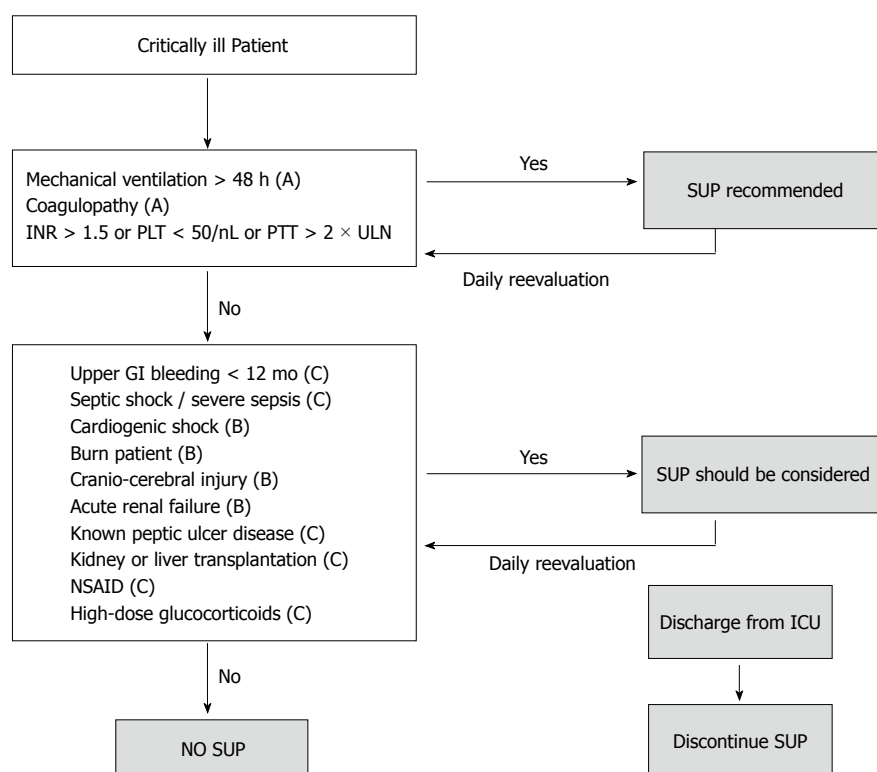 Critically ill Patient
Mechanical ventilation > 48 h (A)
Coagulopathy (A)
INR > 1.5 or PLT < 50/nL or PTT > 2 × ULN
Yes
SUP recommended
Daily reevaluation
No
Upper GI bleeding < 12 mo (C)
Septic shock / severe sepsis (C)
Cardiogenic shock (B)
Burn patient (B)
Cranio-cerebral injury (B)
Acute renal failure (B)
Known peptic ulcer disease (C)
Kidney or liver transplantation (C)
NSAID (C)
High-dose glucocorticoids (C)
Yes
SUP should be considered
Daily reevaluation
No
NO SUP
Discharge from ICU
Discontinue SUP